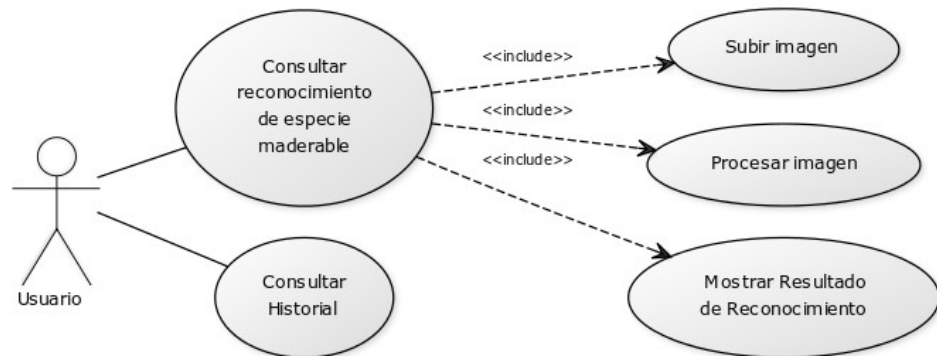 Consultar
reconocimiento
de especie
maderable
<<include>>
Subir imagen
<<include>>
Procesar imagen
<<include>>
Mostrar Resultado
de Reconocimiento
Usuario
Consultar
Historial